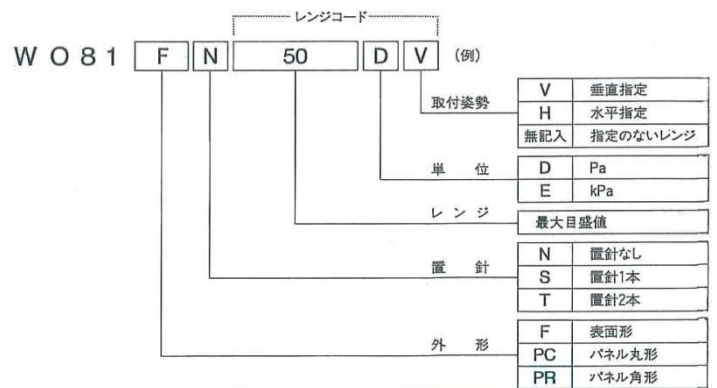 レンジコード
WO81 F N 50 D V (例)
取付姿勢
V 垂直指定
H 水平指定
無記入 指定のないレンジ
単位
D Pa
E kPa
レンジ
最大目盛値
置針
N 置針なし
S 置針1本
T 置針2本
外形
F 表面形
PC パネル丸形
PR パネル角形